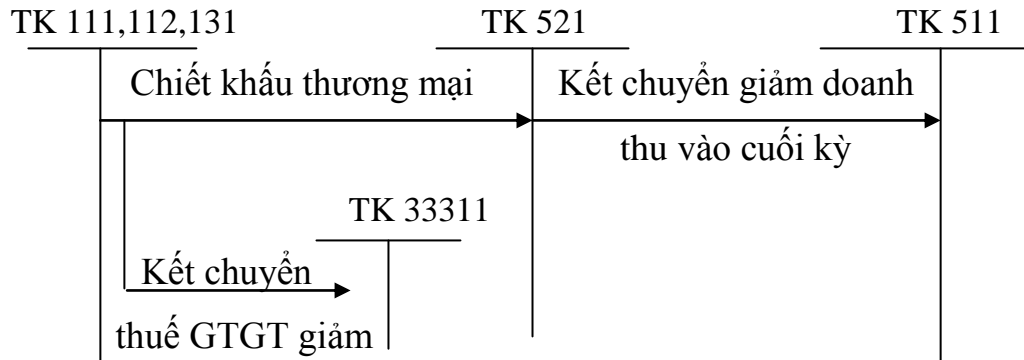 TK 111,112,131 TK 521 TK 511
Chiết khấu thương mại Kết chuyển giảm doanh
thu vào cuối kỳ
TK 33311
Kết chuyển
thuế GTGT giảm